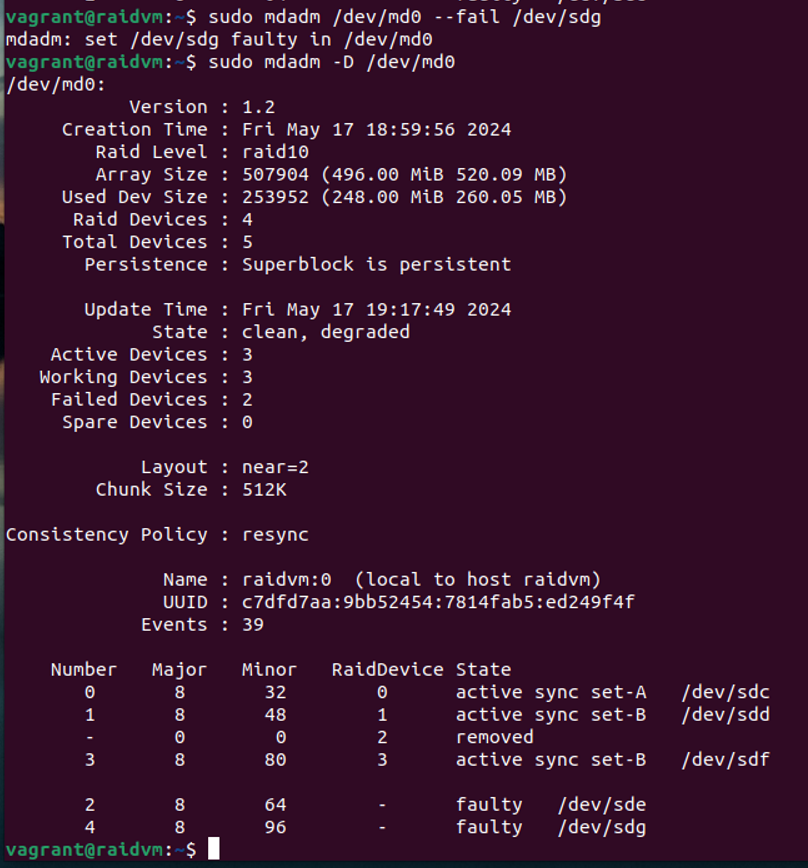 vagrant@raidvm:~$ sudo mdadm /dev/md0 --fail /dev/sdg
mdadm: set /dev/sdg faulty in /dev/md0
vagrant@raidvm:~$ sudo mdadm -D /dev/md0
/dev/md0:
           Version : 1.2
     Creation Time : Fri May 17 18:59:56 2024
        Raid Level : raid10
        Array Size : 507904 (496.00 MiB 520.09 MB)
     Used Dev Size : 253952 (248.00 MiB 260.05 MB)
      Raid Devices : 4
     Total Devices : 5
       Persistence : Superblock is persistent

       Update Time : Fri May 17 19:17:49 2024
             State : clean, degraded
    Active Devices : 3
   Working Devices : 3
    Failed Devices : 2
     Spare Devices : 0

            Layout : near=2
        Chunk Size : 512K

Consistency Policy : resync

              Name : raidvm:0  (local to host raidvm)
              UUID : c7dfd7aa:9bb52454:7814fab5:ed249f4f
            Events : 39

    Number   Major   Minor   RaidDevice State
       0       8       32        0      active sync set-A   /dev/sdc
       1       8       48        1      active sync set-B   /dev/sdd
       -       0        0        2      removed
       3       8       80        3      active sync set-B   /dev/sdf

       2       8       64        -      faulty   /dev/sde
       4       8       96        -      faulty   /dev/sdg
vagrant@raidvm:~$